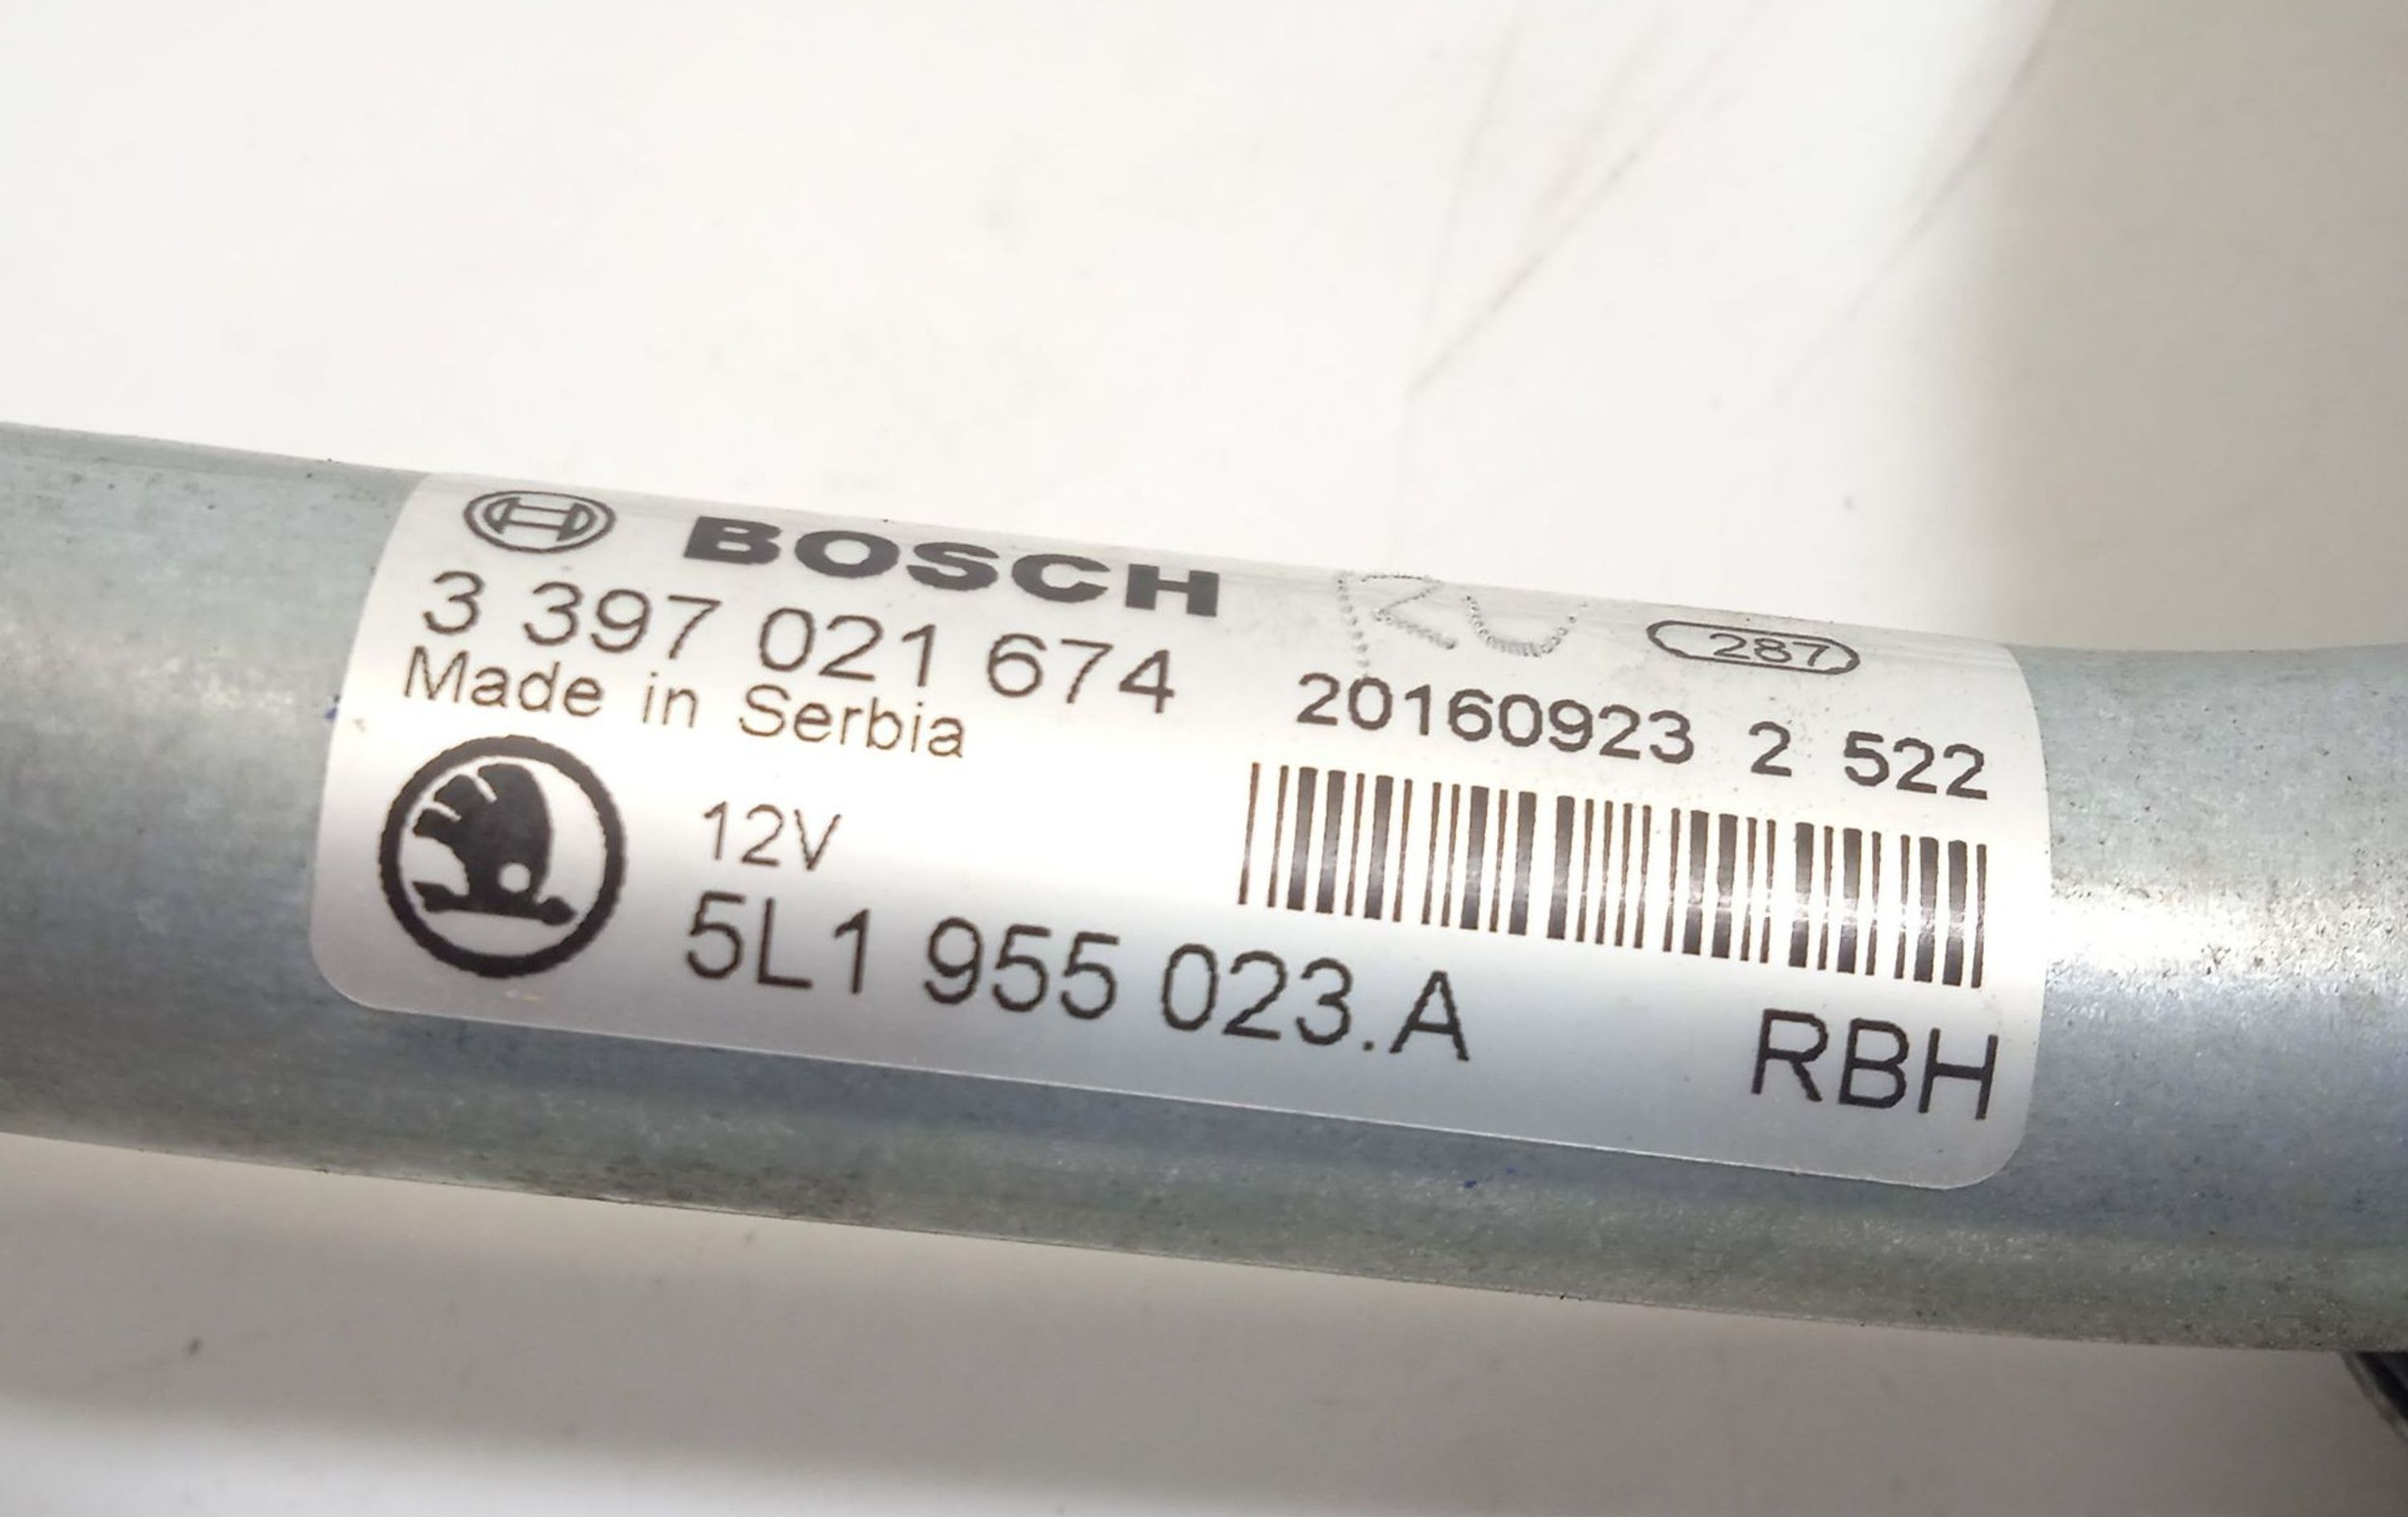 BOSCH
3 397 021 674
Made in Serbia
287
20160923 2 522
12V
5L1 955 023.A
RBH